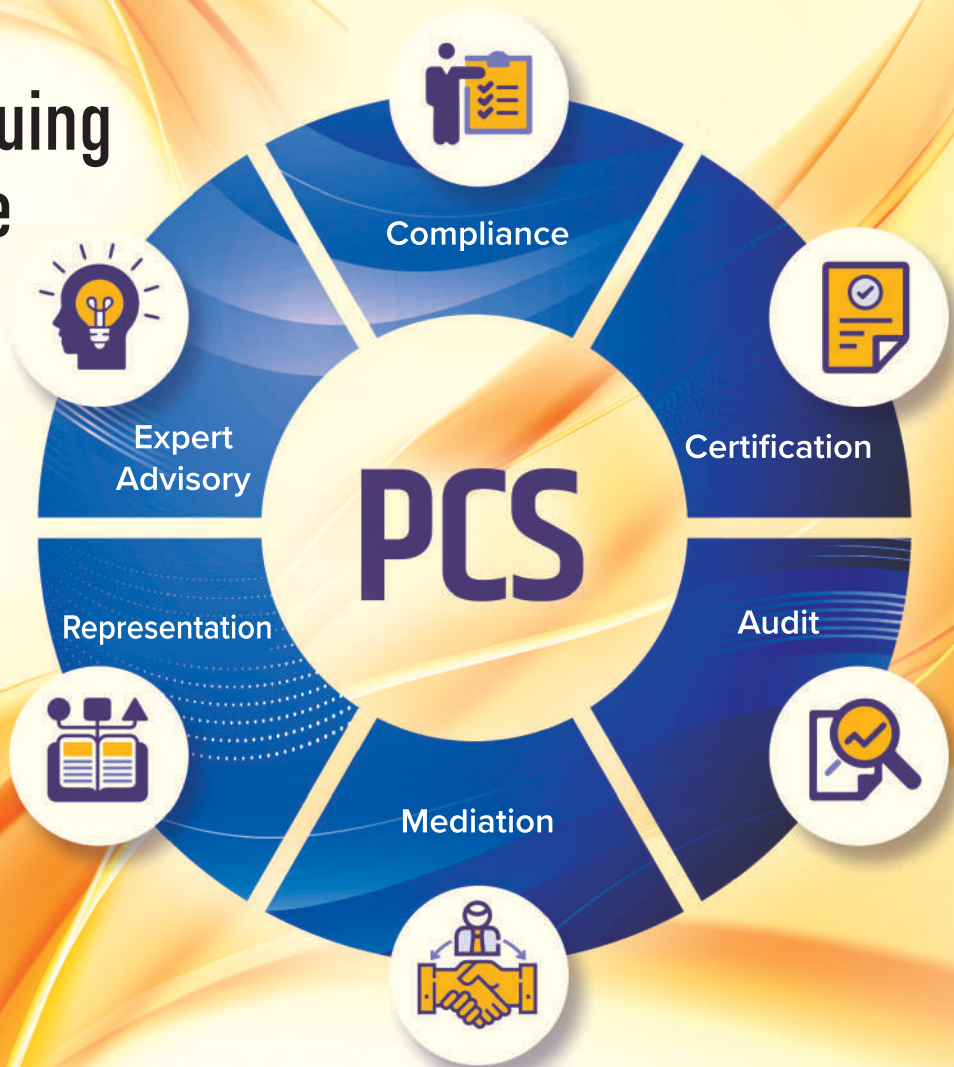 uing
e
Compliance
Certification
Audit
Mediation
Representation
Expert
Advisory
PCS